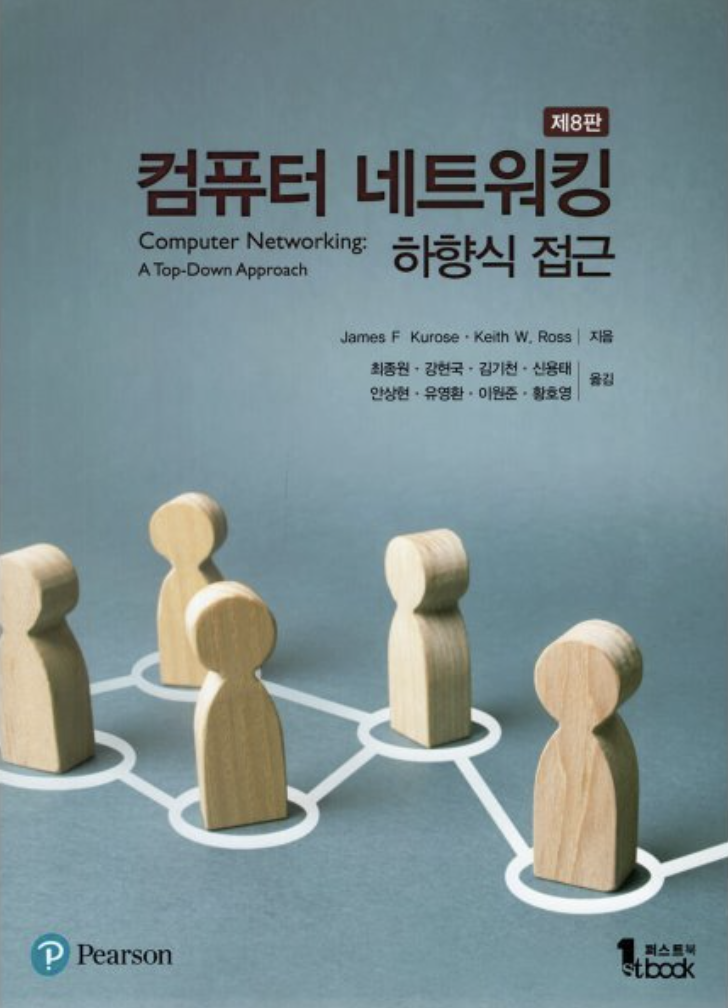 제8판
컴퓨터 네트워킹
Computer Networking:
A Top-Down Approach
하향식 접근
James F Kurose · Keith W. Ross | 지음
최종원 · 강현국 · 김기천 · 신용태
안상현 · 유영환 · 이원준 · 황호영
옮김
Pearson
퍼스트북
1stbook